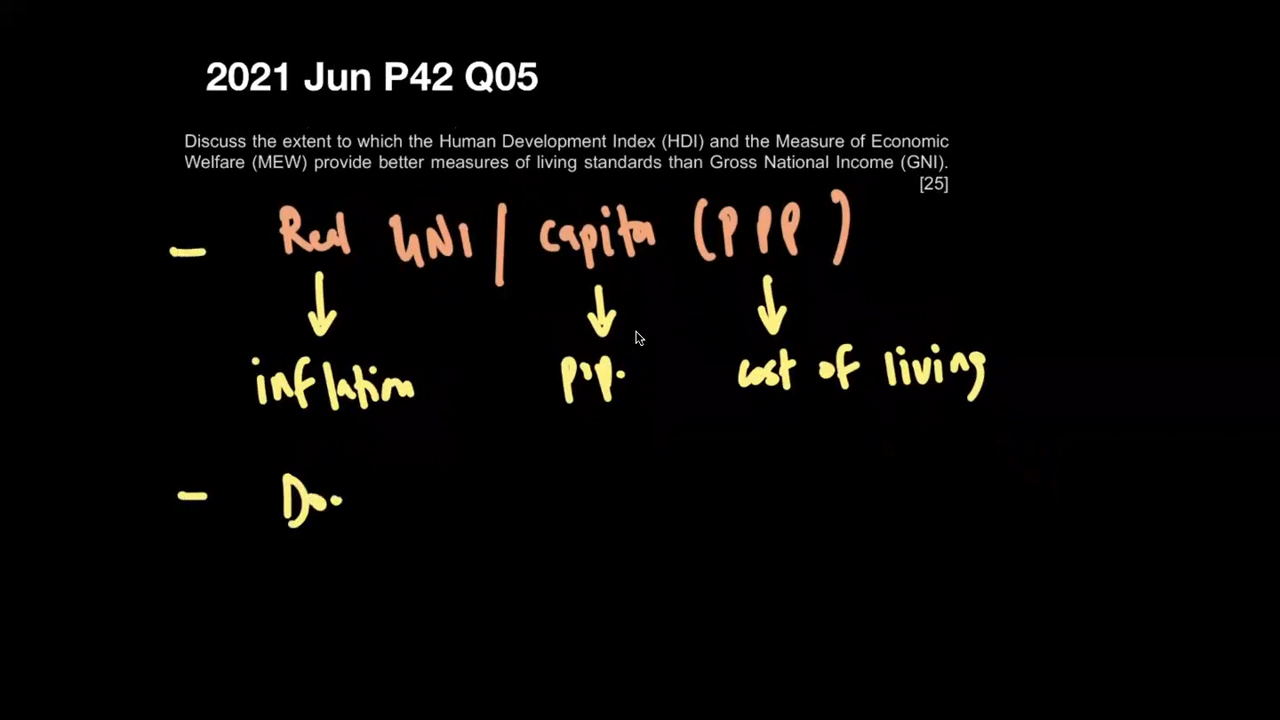 2021 Jun P42 Q05
Discuss the extent to which the Human Development Index (HDI) and the Measure of Economic
Welfare (MEW) provide better measures of living standards than Gross National Income (GNI).
[25]
- Real GNI / capita (PPP)
inflation pop. cost of living
- Do.